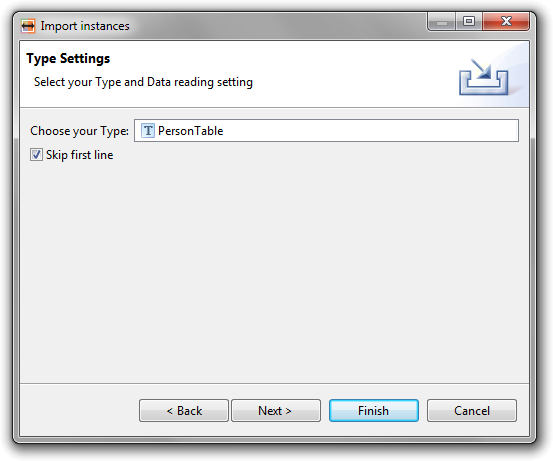 Import instances
Type Settings
Select your Type and Data reading setting
Choose your Type: T PersonTable
Skip first line
< Back Next > Finish Cancel